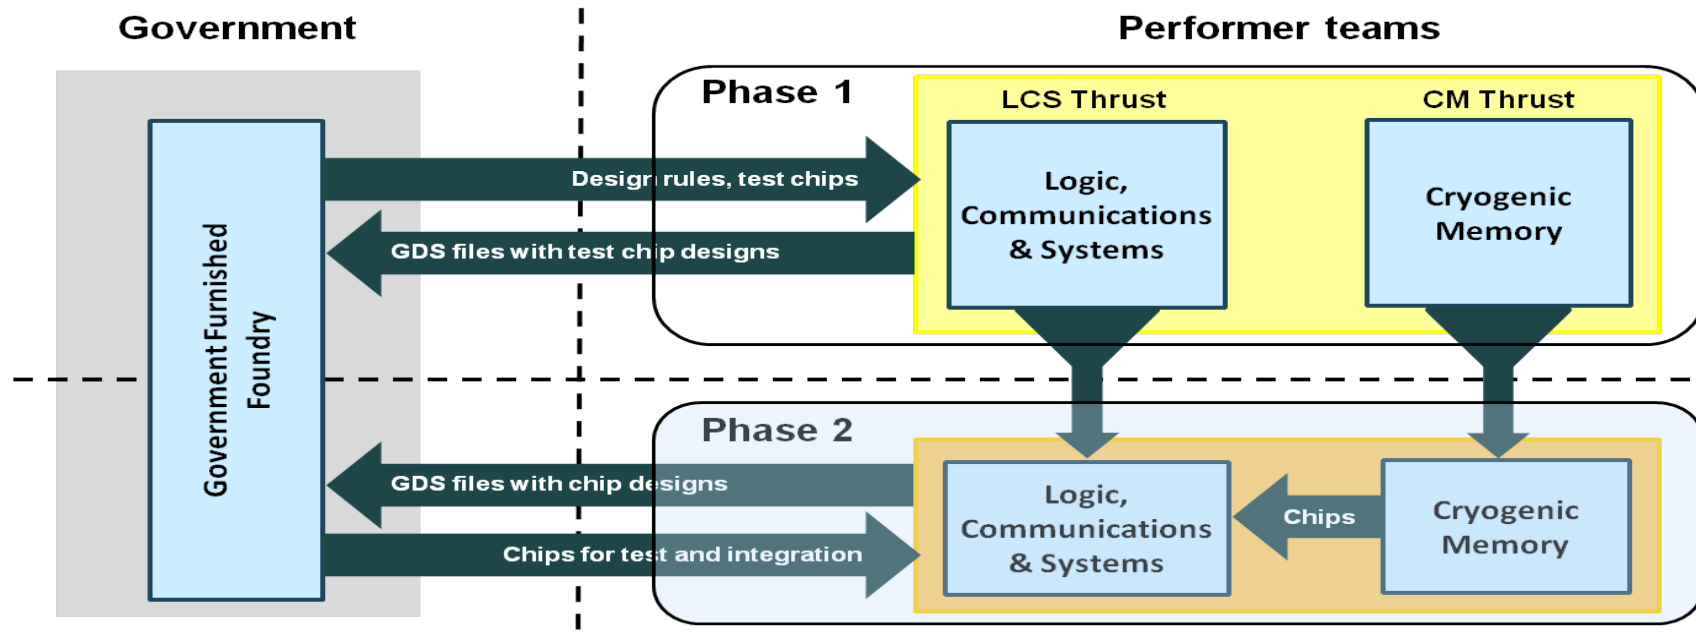 Government
Performer teams
Phase 1
LCS Thrust
CM Thrust
Design rules, test chips
Logic,
Communications
& Systems
Cryogenic
Memory
GDS files with test chip designs
Government Furnished
Foundry
Phase 2
GDS files with chip designs
Logic,
Communications
& Systems
Chips
Cryogenic
Memory
Chips for test and integration